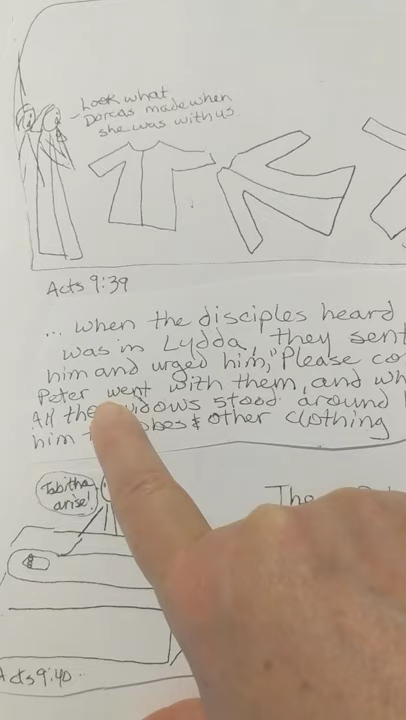 Look what
Dorcas made when
she was with us
Acts 9:39
... when the disciples heard
was in Lydda, they sent
him and urged him, "Please co
Peter went with them, and wh
All the widows stood around
him robes & other clothing
Tabitha
arise!
The
Acts 9:40